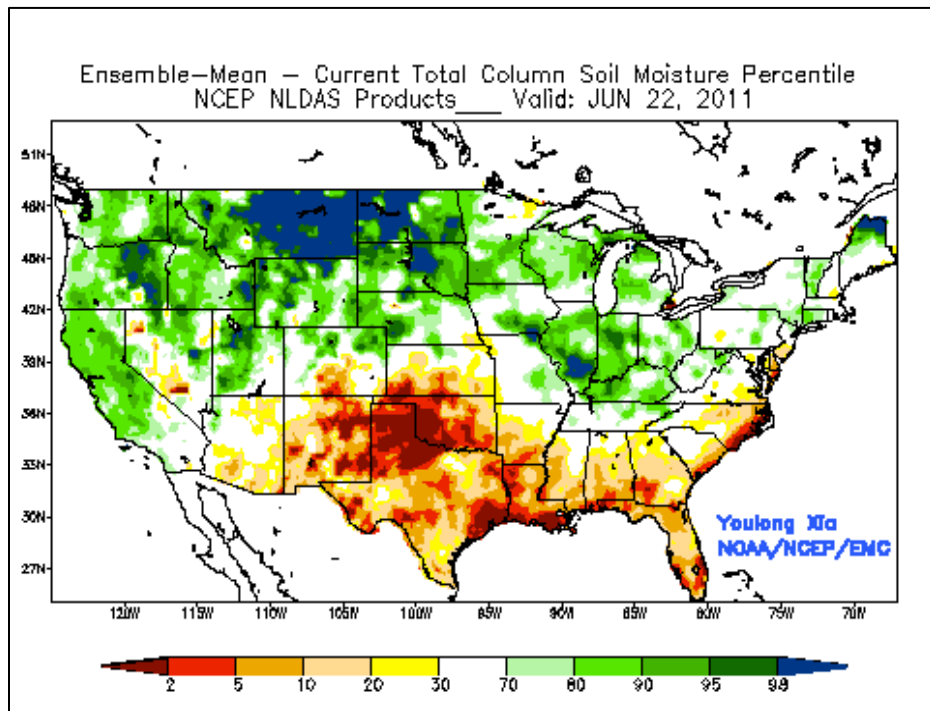 Ensemble-Mean - Current Total Column Soil Moisture Percentile
NCEP NLDAS Products___ Valid: JUN 22, 2011
51N
48N
45N
42N
39N
36N
33N
30N
27N
Youlong Xia
NOAA/NCEP/EMC
120W 115W 110W 105W 100W 95W 90W 85W 80W 75W 70W
2 5 10 20 30 70 80 90 95 98